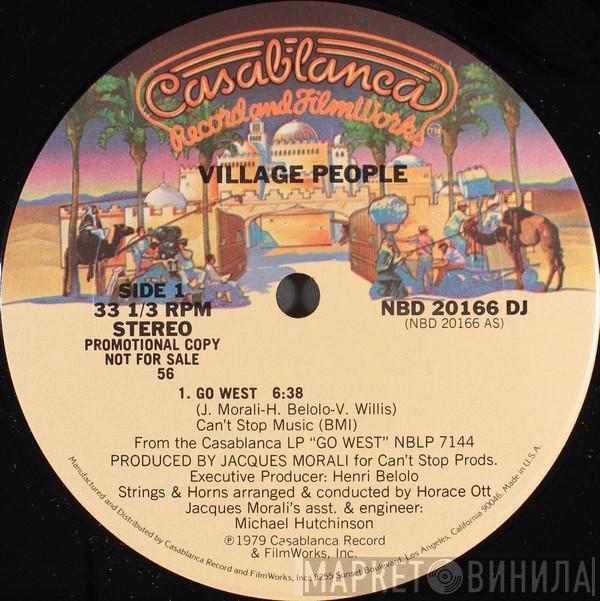 Casablanca
Record and FilmWorks TM
VILLAGE PEOPLE
SIDE 1
33 1/3 RPM
STEREO
PROMOTIONAL COPY
NOT FOR SALE
56
NBD 20166 DJ
(NBD 20166 AS)
1. GO WEST 6:38
(J. Morali-H. Belolo-V. Willis)
Can't Stop Music (BMI)
From the Casablanca LP "GO WEST" NBLP 7144
PRODUCED BY JACQUES MORALI for Can't Stop Prods.
Executive Producer: Henri Belolo
Strings & Horns arranged & conducted by Horace Ott
Jacques Morali's asst. & engineer:
Michael Hutchinson
℗ 1979 Casablanca Record
& FilmWorks, Inc.
Manufactured and Distributed by Casablanca Record and FilmWorks, Inc., 8255 Sunset Boulevard, Los Angeles, California 90046. Made in U.S.A.
МАРКЕТ ВИНИЛА